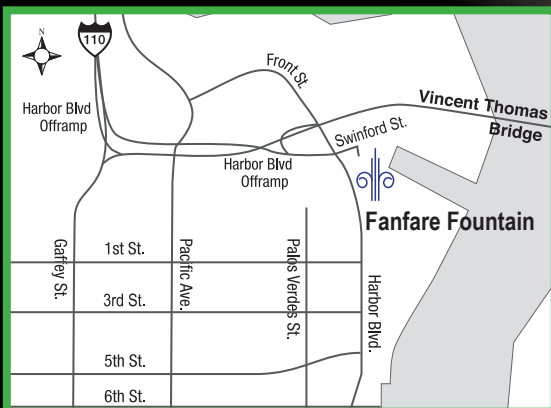 N
110
Front St.
Harbor Blvd
Offramp
Vincent Thomas
Bridge
Swinford St.
Harbor Blvd
Offramp
Fanfare Fountain
Gaffey St.
1st St.
Pacific Ave.
Palos Verdes St.
Harbor Blvd.
3rd St.
5th St.
6th St.